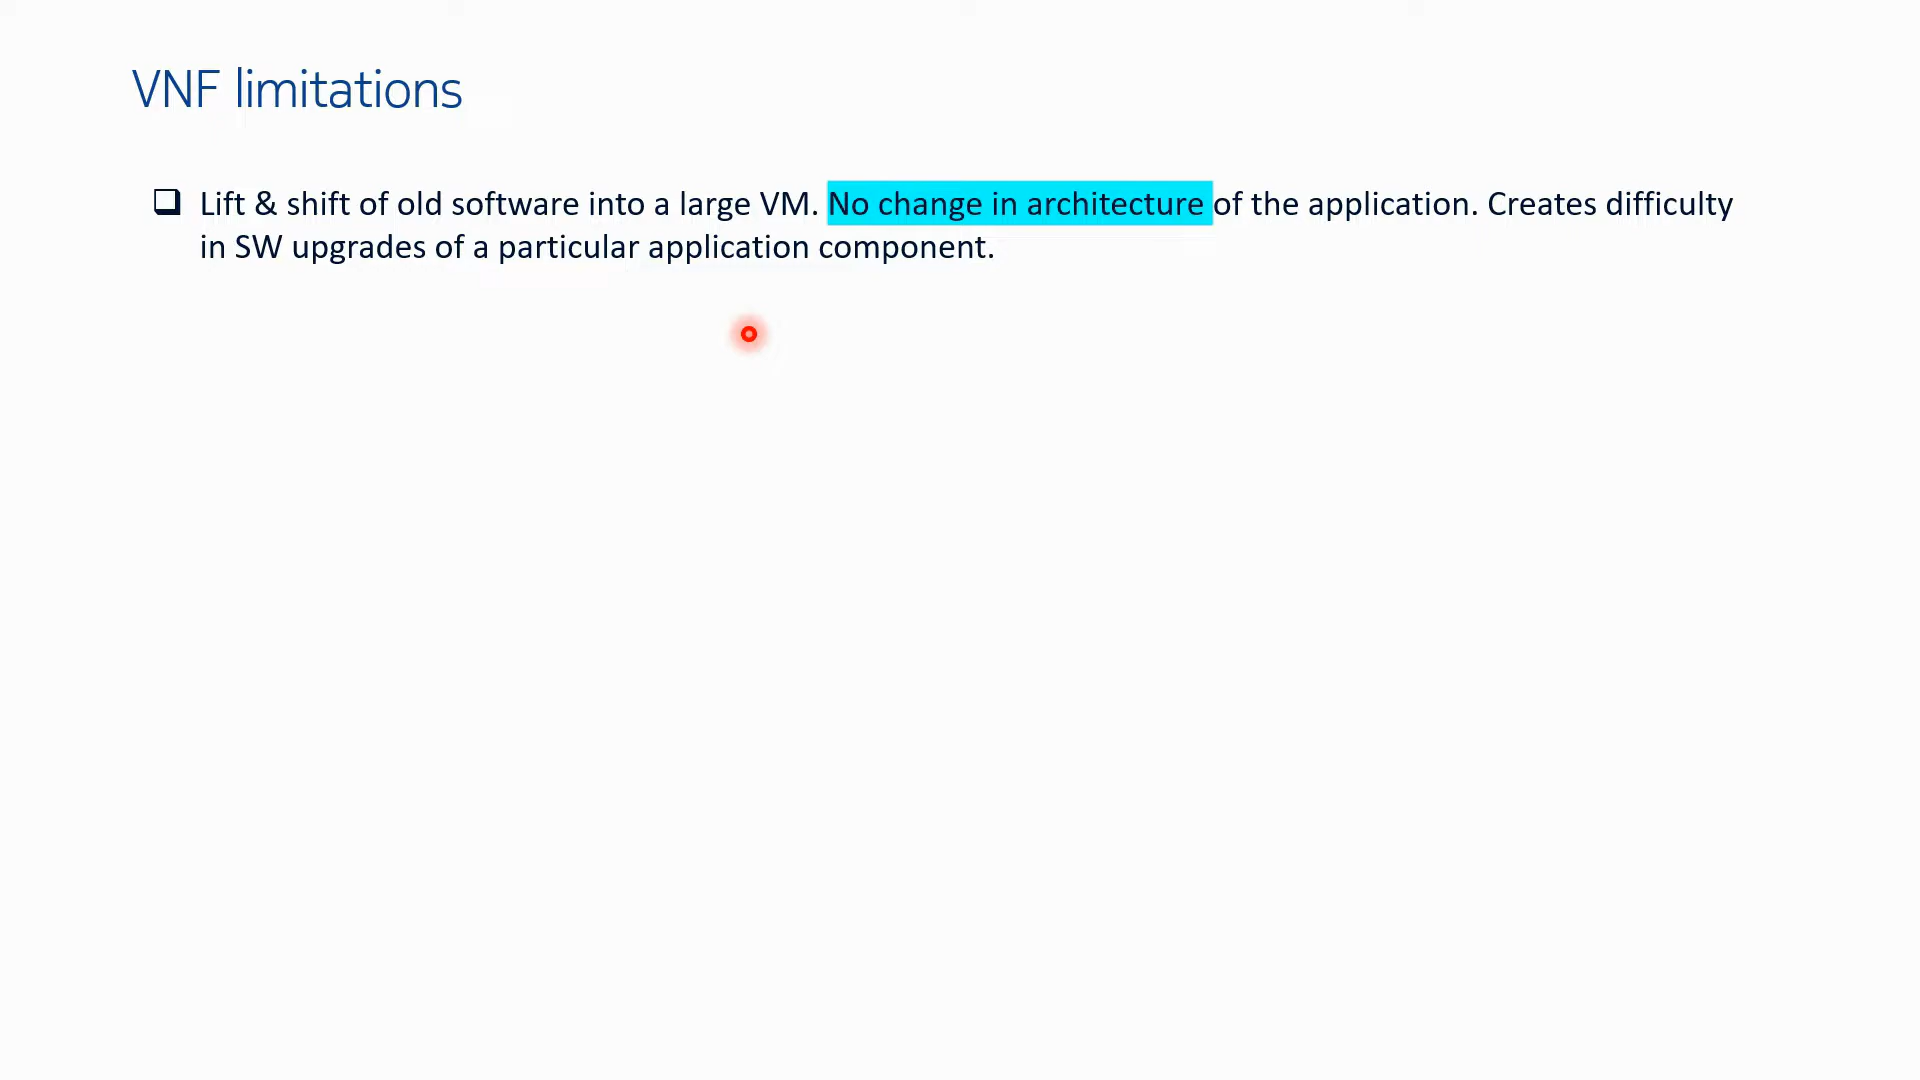 VNF limitations
Lift & shift of old software into a large VM. No change in architecture of the application. Creates difficulty
in SW upgrades of a particular application component.